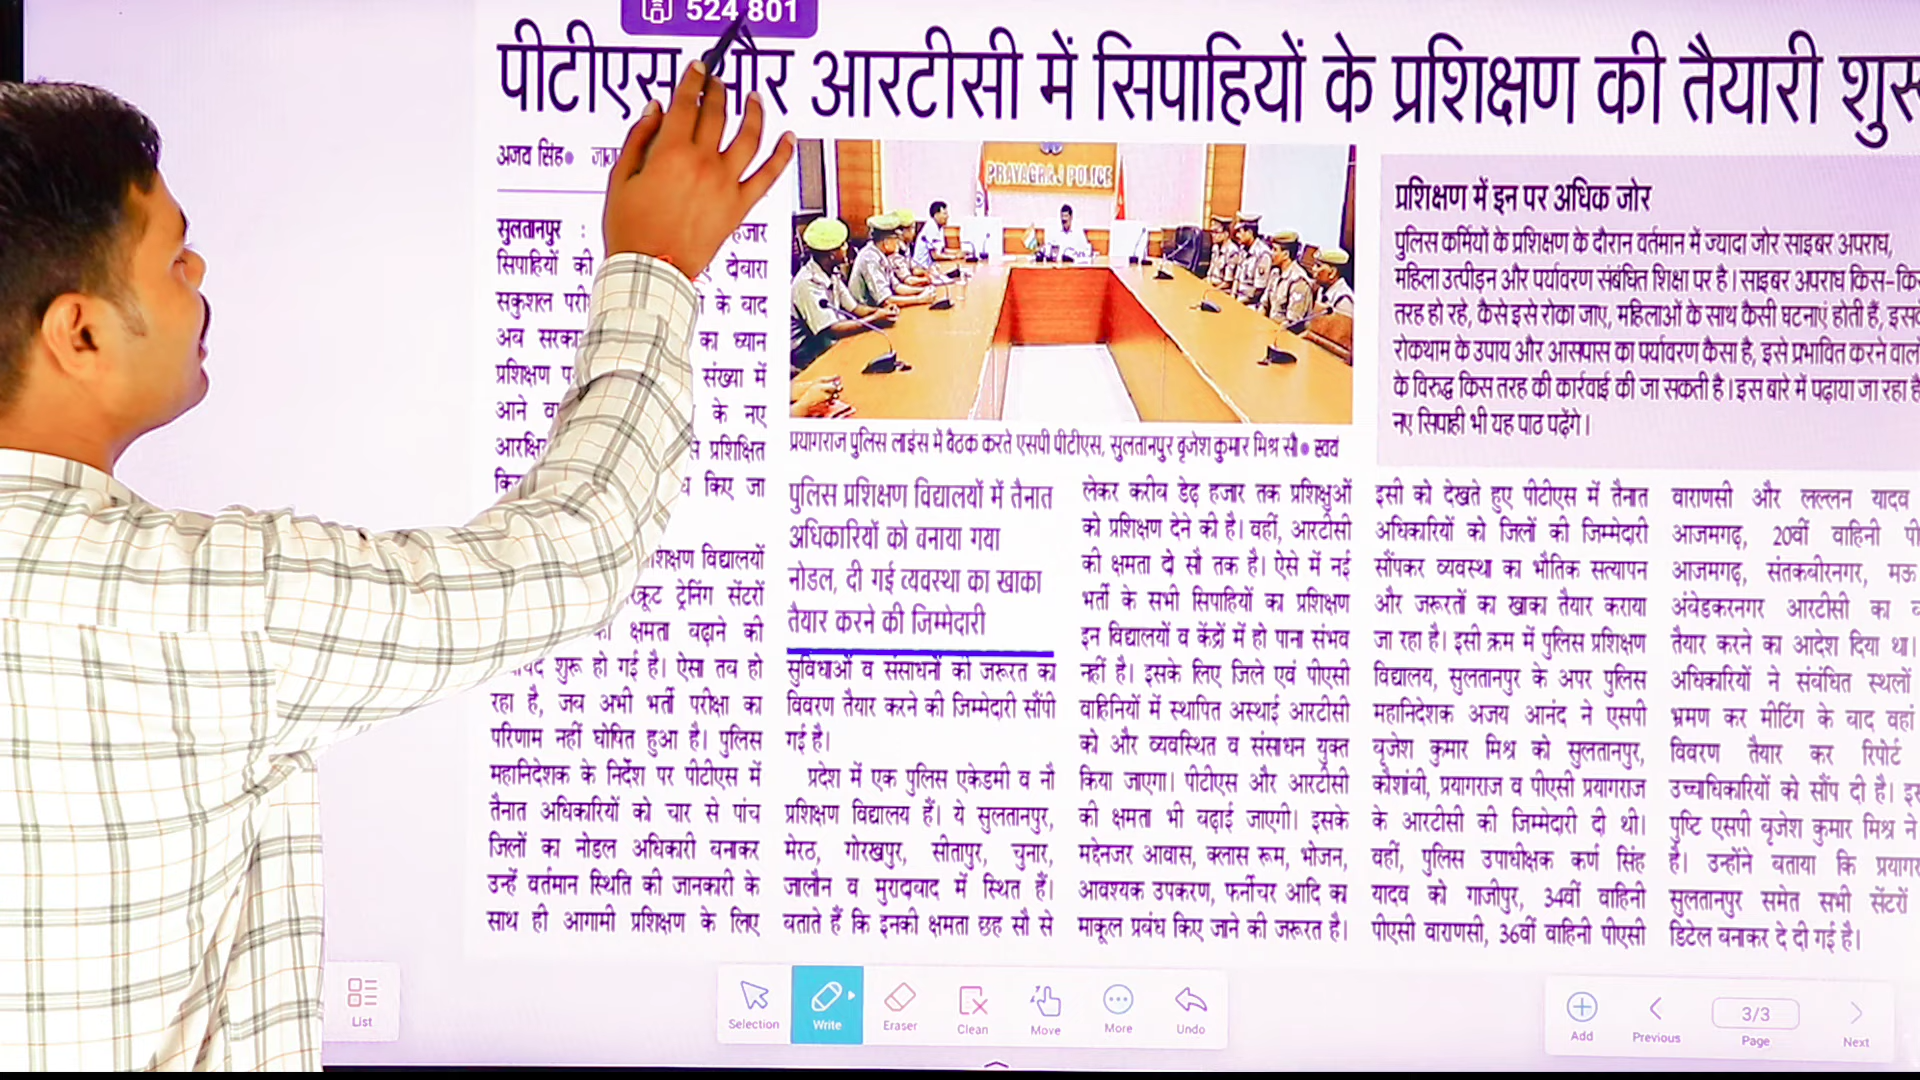 524 801
पीटीएस और आरटीसी में सिपाहियों के प्रशिक्षण की तैयारी
अजय सिंह●
सुलतानपुर : हजार
सिपाहियों की दोबारा
सकुशल के बाद
अब का ध्यान
प्रशिक्षण संख्या में
आने के नए
प्रशिक्षित
किए जा
विद्यालयों
ट्रेनिंग सेंटरों
क्षमता बढ़ाने की
शुरू हो गई है। ऐसा तब हो
रहा है, जब अभी भर्ती परीक्षा का
परिणाम नहीं घोषित हुआ है। पुलिस
महानिदेशक के निर्देश पर पीटीएस में
तैनात अधिकारियों को चार से पांच
जिलों का नोडल अधिकारी बनाकर
उन्हें वर्तमान स्थिति की जानकारी के
साथ ही आगामी प्रशिक्षण के लिए
PRAYAGRAJ POLICE
प्रयागराज पुलिस लाइंस में बैठक करते एसपी पीटीएस, सुलतानपुर बृजेश कुमार मिश्र सौ● स्वयं
पुलिस प्रशिक्षण विद्यालयों में तैनात
अधिकारियों को बनाया गया
नोडल, दी गई व्यवस्था का खाका
तैयार करने की जिम्मेदारी
सुविधाओं व संसाधनों की जरूरत का
विवरण तैयार करने की जिम्मेदारी सौंपी
गई है।
प्रदेश में एक पुलिस एकेडमी व नौ
प्रशिक्षण विद्यालय हैं। ये सुलतानपुर,
मेरठ, गोरखपुर, सीतापुर, चुनार,
जालौन व मुरादाबाद में स्थित हैं।
बताते हैं कि इनकी क्षमता छह सौ से
लेकर करीब डेढ़ हजार तक प्रशिक्षुओं
को प्रशिक्षण देने की है। वहीं, आरटीसी
की क्षमता दो सौ तक है। ऐसे में नई
भर्ती के सभी सिपाहियों का प्रशिक्षण
इन विद्यालयों व केंद्रों में हो पाना संभव
नहीं है। इसके लिए जिले एवं पीएसी
वाहिनियों में स्थापित अस्थाई आरटीसी
को और व्यवस्थित व संसाधन युक्त
किया जाएगा। पीटीएस और आरटीसी
की क्षमता भी बढ़ाई जाएगी। इसके
मद्देनजर आवास, क्लास रूम, भोजन,
आवश्यक उपकरण, फर्नीचर आदि का
माकूल प्रबंध किए जाने की जरूरत है।
प्रशिक्षण में इन पर अधिक जोर
पुलिस कर्मियों के प्रशिक्षण के दौरान वर्तमान में ज्यादा जोर साइबर अपराध,
महिला उत्पीड़न और पर्यावरण संबंधित शिक्षा पर है। साइबर अपराध किस-
तरह हो रहे, कैसे इसे रोका जाए, महिलाओं के साथ कैसी घटनाएं होती हैं,
रोकथाम के उपाय और आसपास का पर्यावरण कैसा है, इसे प्रभावित करने
के विरुद्ध किस तरह की कार्रवाई की जा सकती है। इस बारे में पढ़ाया जा रहा
नए सिपाही भी यह पाठ पढ़ेंगे।
इसी को देखते हुए पीटीएस में तैनात
अधिकारियों को जिलों की जिम्मेदारी
सौंपकर व्यवस्था का भौतिक सत्यापन
और जरूरतों का खाका तैयार कराया
जा रहा है। इसी क्रम में पुलिस प्रशिक्षण
विद्यालय, सुलतानपुर के अपर पुलिस
महानिदेशक अजय आनंद ने एसपी
बृजेश कुमार मिश्र को सुलतानपुर,
कौशांबी, प्रयागराज व पीएसी प्रयागराज
के आरटीसी की जिम्मेदारी दी थी।
वहीं, पुलिस उपाधीक्षक कर्ण सिंह
यादव को गाजीपुर, 34वीं वाहिनी
पीएसी वाराणसी, 36वीं वाहिनी पीएसी
वाराणसी और लल्लन यादव
आजमगढ़, 20वीं वाहिनी
आजमगढ़, संतकबीरनगर, मऊ
अंबेडकरनगर आरटीसी का
तैयार करने का आदेश दिया था।
अधिकारियों ने संबंधित स्थलों
भ्रमण कर मीटिंग के बाद वहां
विवरण तैयार कर रिपोर्ट
उच्चाधिकारियों को सौंप दी है।
पुष्टि एसपी बृजेश कुमार मिश्र ने
है। उन्होंने बताया कि
सुलतानपुर समेत सभी सेंटरों
डिटेल बनाकर दे दी गई है।
List
Selection Write Eraser Clean Move More Undo
Add Previous 3/3 Page Next